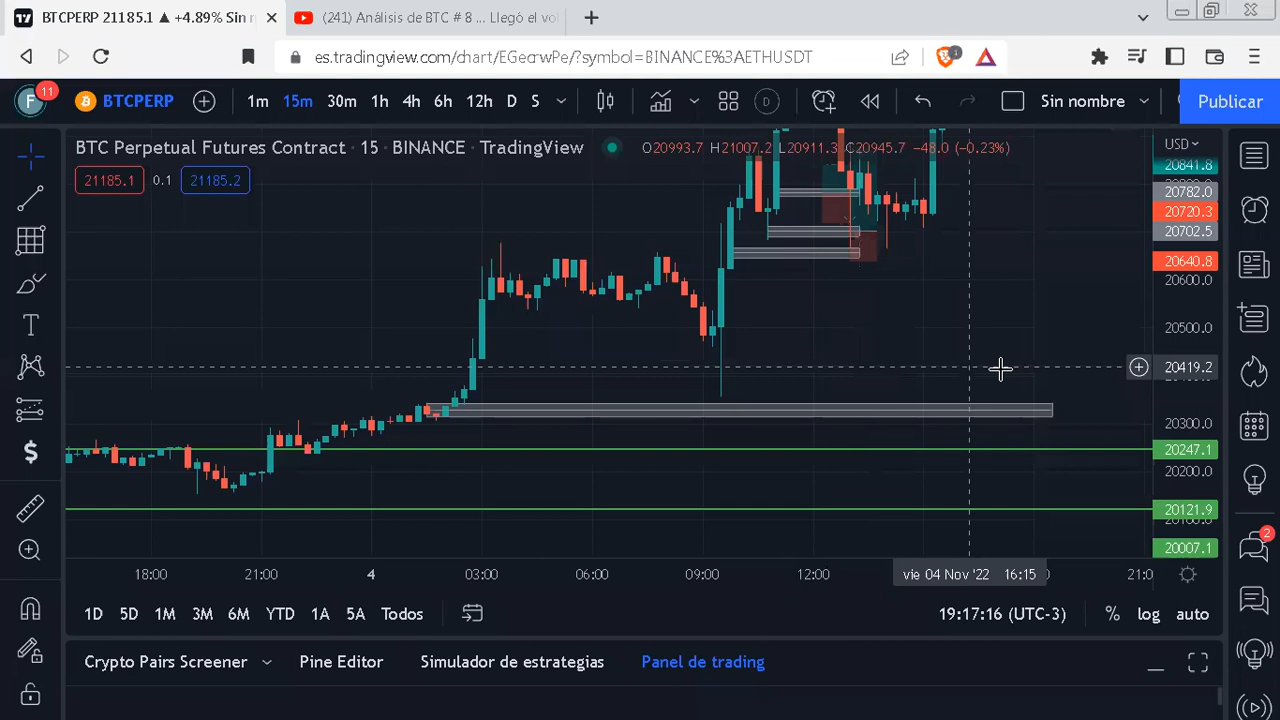 BTCPERP 21185.1 ▲ +4.89% Sin n
(241) Análisis de BTC # 8 ... Llegó el vo
es.tradingview.com/chart/EGeqrwPe/?symbol=BINANCE%3AETHUSDT
1
11
F
BTCPERP
1m 15m 30m 1h 4h 6h 12h D S
D
Sin nombre
Publicar
BTC Perpetual Futures Contract · 15 · BINANCE · TradingView
O20993.7 H21007.2 L20911.3 C20945.7 −48.0 (−0.23%)
USD
21185.1 0.1 21185.2
20841.8
20782.0
20720.3
20702.5
20640.8
20600.0
20500.0
20419.2
20300.0
20247.1
20200.0
20121.9
20007.1
18:00 21:00 4 03:00 06:00 09:00 12:00 vie 04 Nov '22 16:15 21:0
1D 5D 1M 3M 6M YTD 1A 5A Todos
19:17:16 (UTC-3) % log auto
2
Crypto Pairs Screener Pine Editor Simulador de estrategias Panel de trading